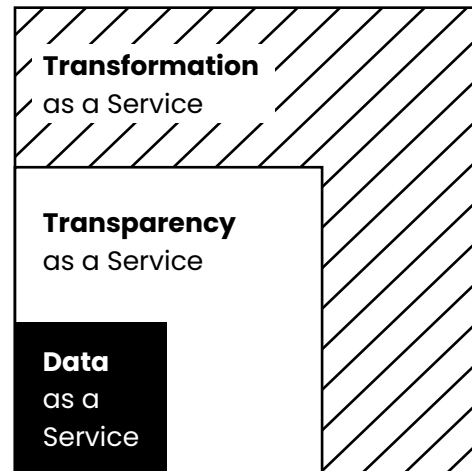 Transformation
as a Service
Transparency
as a Service
Data
as a
Service